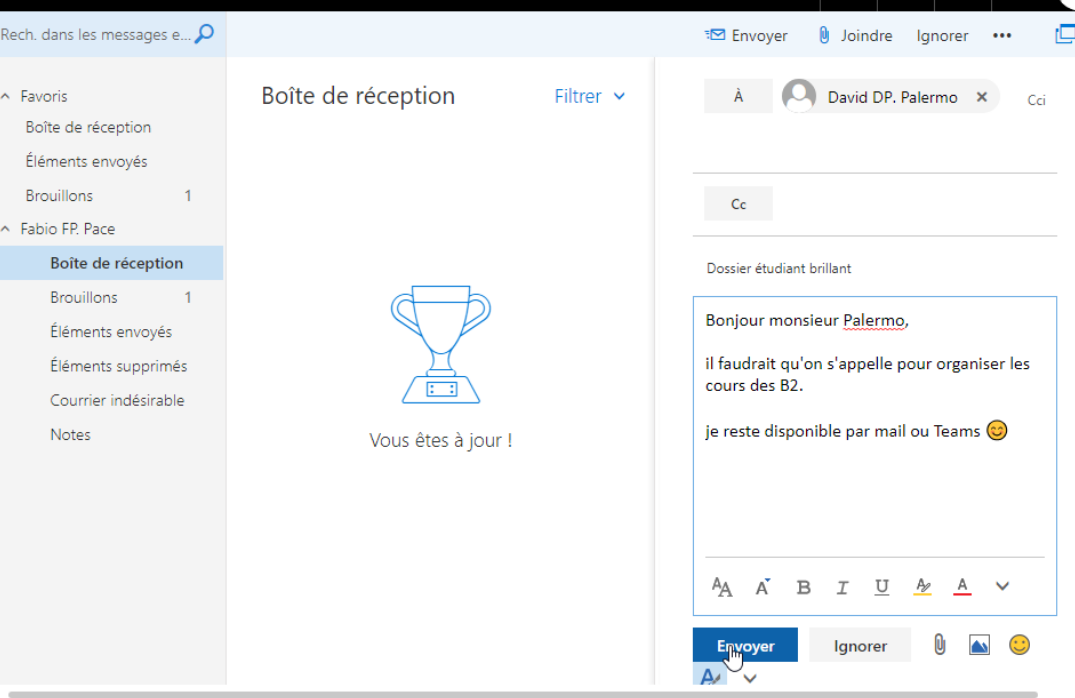 Rech. dans les messages e...
Envoyer
Joindre
Ignorer
Favoris
Boîte de réception
Éléments envoyés
Brouillons 1
Fabio FP. Pace
Boîte de réception
Brouillons 1
Éléments envoyés
Éléments supprimés
Courrier indésirable
Notes
Boîte de réception
Filtrer
Vous êtes à jour !
À
David DP. Palermo
Cci
Cc
Dossier étudiant brillant
Bonjour monsieur Palermo,
il faudrait qu'on s'appelle pour organiser les
cours des B2.
je reste disponible par mail ou Teams 😊
Envoyer
Ignorer